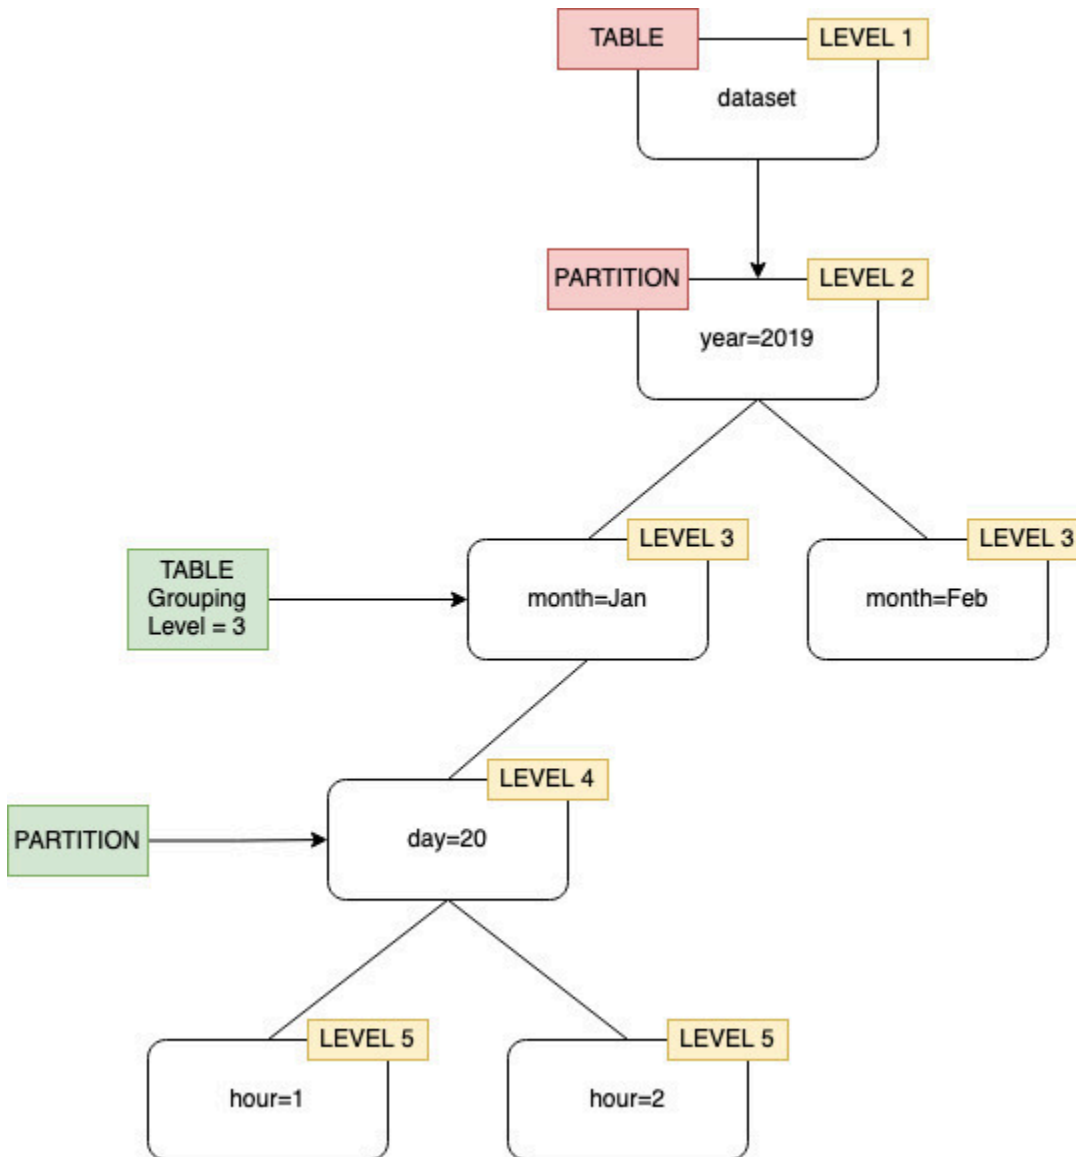 TABLE
LEVEL 1
dataset
PARTITION
LEVEL 2
year=2019
LEVEL 3
LEVEL 3
TABLE
Grouping
Level = 3
month=Jan
month=Feb
LEVEL 4
PARTITION
day=20
LEVEL 5
LEVEL 5
hour=1
hour=2